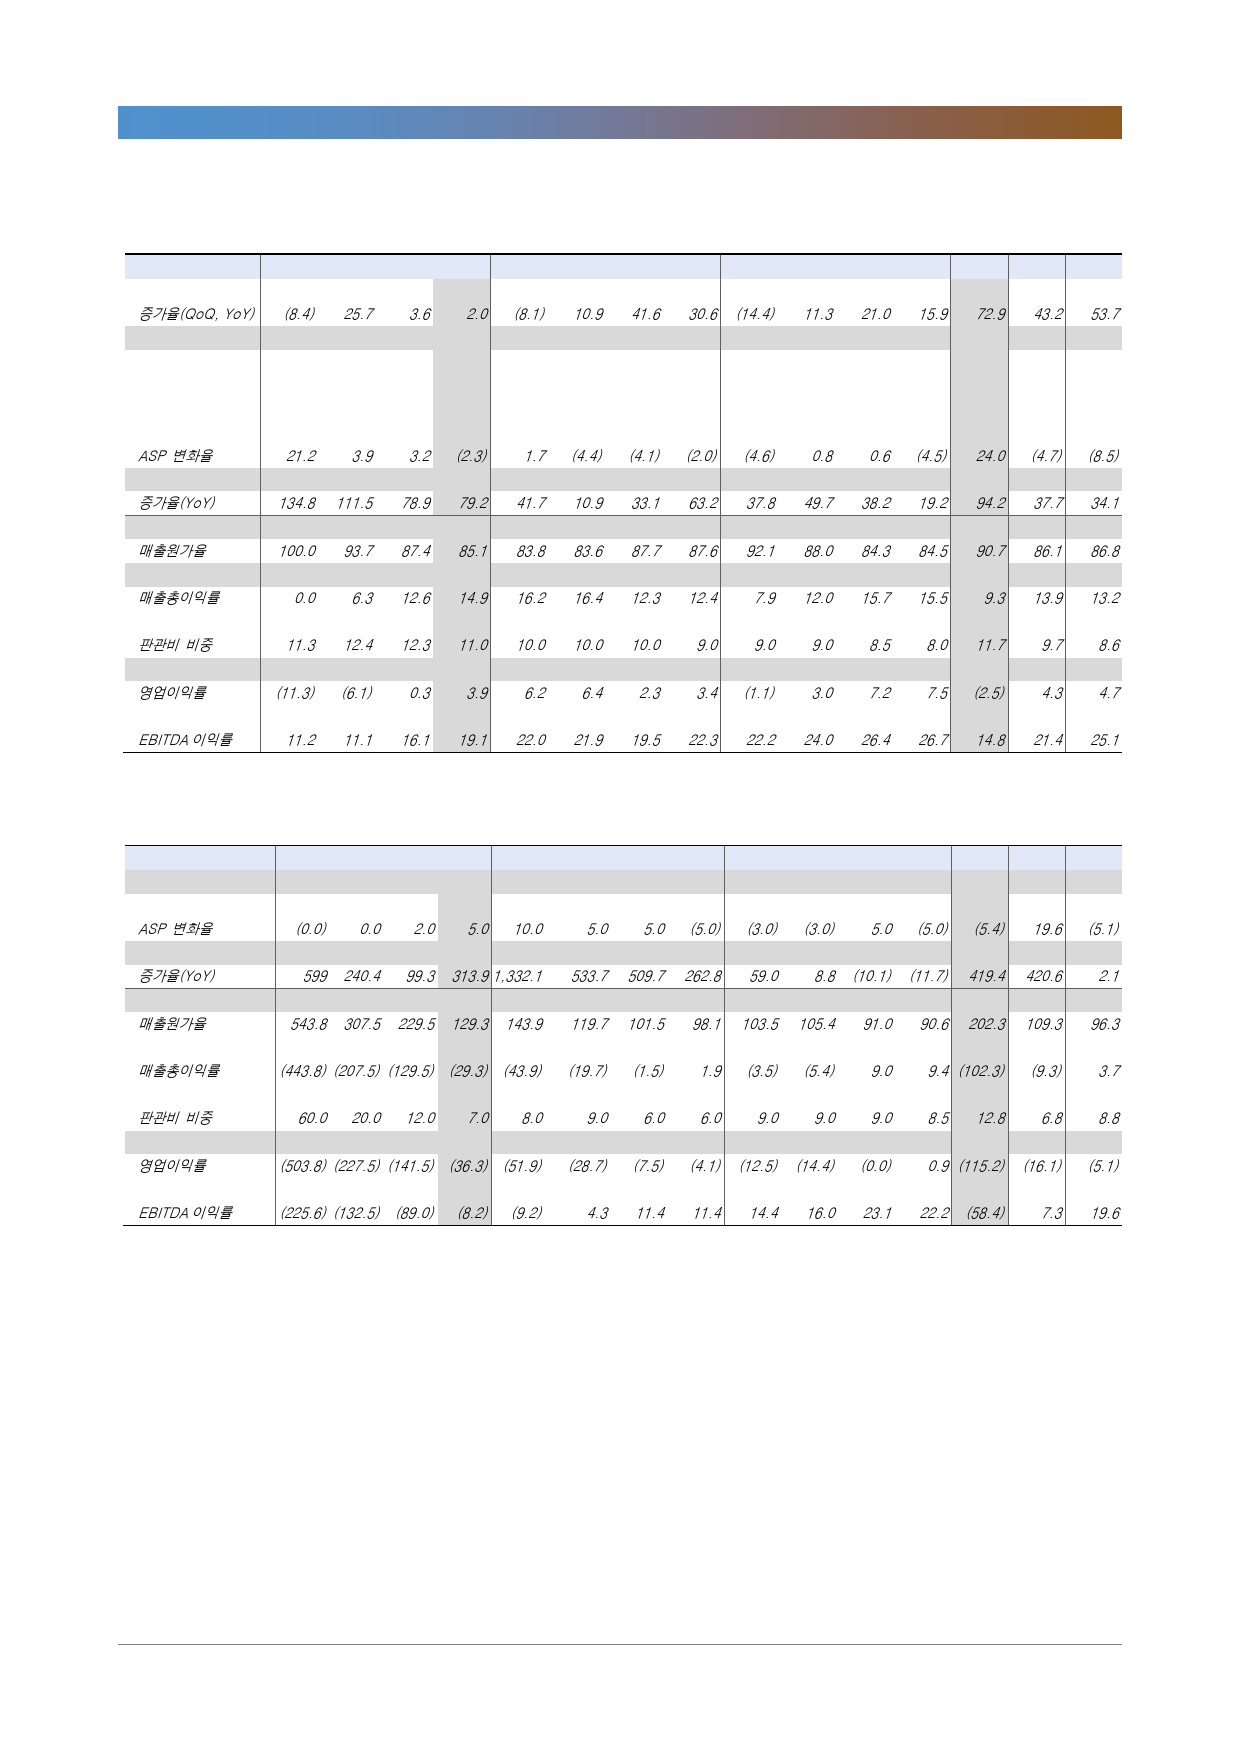 증가율(QoQ, YoY) (8.4) 25.7 3.6 2.0 (8.1) 10.9 41.6 30.6 (14.4) 11.3 21.0 15.9 72.9 43.2 53.7
ASP 변화율 21.2 3.9 3.2 (2.3) 1.7 (4.4) (4.1) (2.0) (4.6) 0.8 0.6 (4.5) 24.0 (4.7) (8.5)
증가율(YoY) 134.8 111.5 78.9 79.2 41.7 10.9 33.1 63.2 37.8 49.7 38.2 19.2 94.2 37.7 34.1
매출원가율 100.0 93.7 87.4 85.1 83.8 83.6 87.7 87.6 92.1 88.0 84.3 84.5 90.7 86.1 86.8
매출총이익률 0.0 6.3 12.6 14.9 16.2 16.4 12.3 12.4 7.9 12.0 15.7 15.5 9.3 13.9 13.2
판관비 비중 11.3 12.4 12.3 11.0 10.0 10.0 10.0 9.0 9.0 9.0 8.5 8.0 11.7 9.7 8.6
영업이익률 (11.3) (6.1) 0.3 3.9 6.2 6.4 2.3 3.4 (1.1) 3.0 7.2 7.5 (2.5) 4.3 4.7
EBITDA 이익률 11.2 11.1 16.1 19.1 22.0 21.9 19.5 22.3 22.2 24.0 26.4 26.7 14.8 21.4 25.1
ASP 변화율 (0.0) 0.0 2.0 5.0 10.0 5.0 5.0 (5.0) (3.0) (3.0) 5.0 (5.0) (5.4) 19.6 (5.1)
증가율(YoY) 599 240.4 99.3 313.9 1,332.1 533.7 509.7 262.8 59.0 8.8 (10.1) (11.7) 419.4 420.6 2.1
매출원가율 543.8 307.5 229.5 129.3 143.9 119.7 101.5 98.1 103.5 105.4 91.0 90.6 202.3 109.3 96.3
매출총이익률 (443.8) (207.5) (129.5) (29.3) (43.9) (19.7) (1.5) 1.9 (3.5) (5.4) 9.0 9.4 (102.3) (9.3) 3.7
판관비 비중 60.0 20.0 12.0 7.0 8.0 9.0 6.0 6.0 9.0 9.0 9.0 8.5 12.8 6.8 8.8
영업이익률 (503.8) (227.5) (141.5) (36.3) (51.9) (28.7) (7.5) (4.1) (12.5) (14.4) (0.0) 0.9 (115.2) (16.1) (5.1)
EBITDA 이익률 (225.6) (132.5) (89.0) (8.2) (9.2) 4.3 11.4 11.4 14.4 16.0 23.1 22.2 (58.4) 7.3 19.6